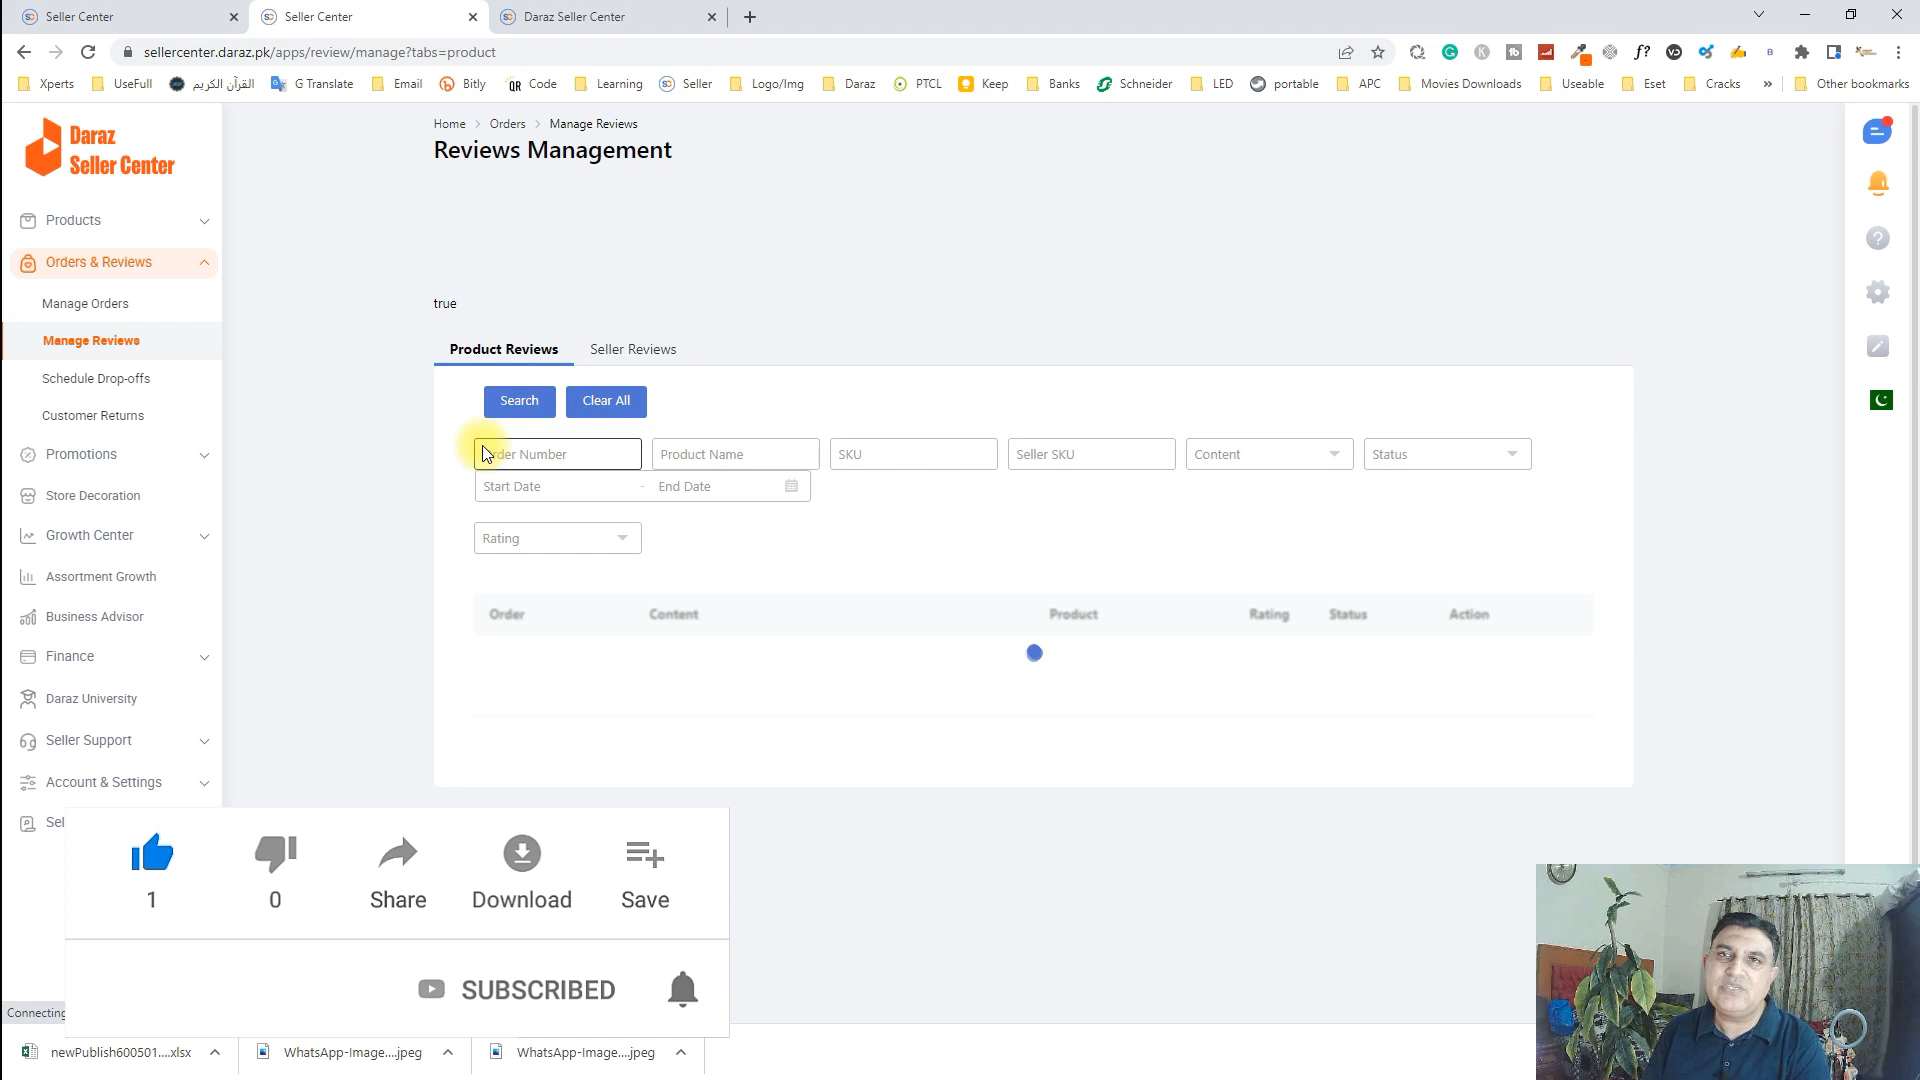 Seller Center
Seller Center
Daraz Seller Center
sellercenter.daraz.pk/apps/review/manage?tabs=product
Xperts
UseFull
القرآن الكريم
G Translate
Email
Bitly
Code
Learning
Seller
Logo/Img
Daraz
PTCL
Keep
Banks
Schneider
LED
portable
APC
Movies Downloads
Useable
Eset
Cracks
»
Other bookmarks
Daraz
Seller Center
Products
Orders & Reviews
Manage Orders
Manage Reviews
Schedule Drop-offs
Customer Returns
Promotions
Store Decoration
Growth Center
Assortment Growth
Business Advisor
Finance
Daraz University
Seller Support
Account & Settings
Sel
Home > Orders > Manage Reviews
Reviews Management
true
Product Reviews
Seller Reviews
Search
Clear All
der Number
Product Name
SKU
Seller SKU
Content
Status
Start Date - End Date
Rating
Order
Content
Product
Rating
Status
Action
1
0
Share
Download
Save
SUBSCRIBED
Connecting
newPublish600501....xlsx
WhatsApp-Image....jpeg
WhatsApp-Image....jpeg